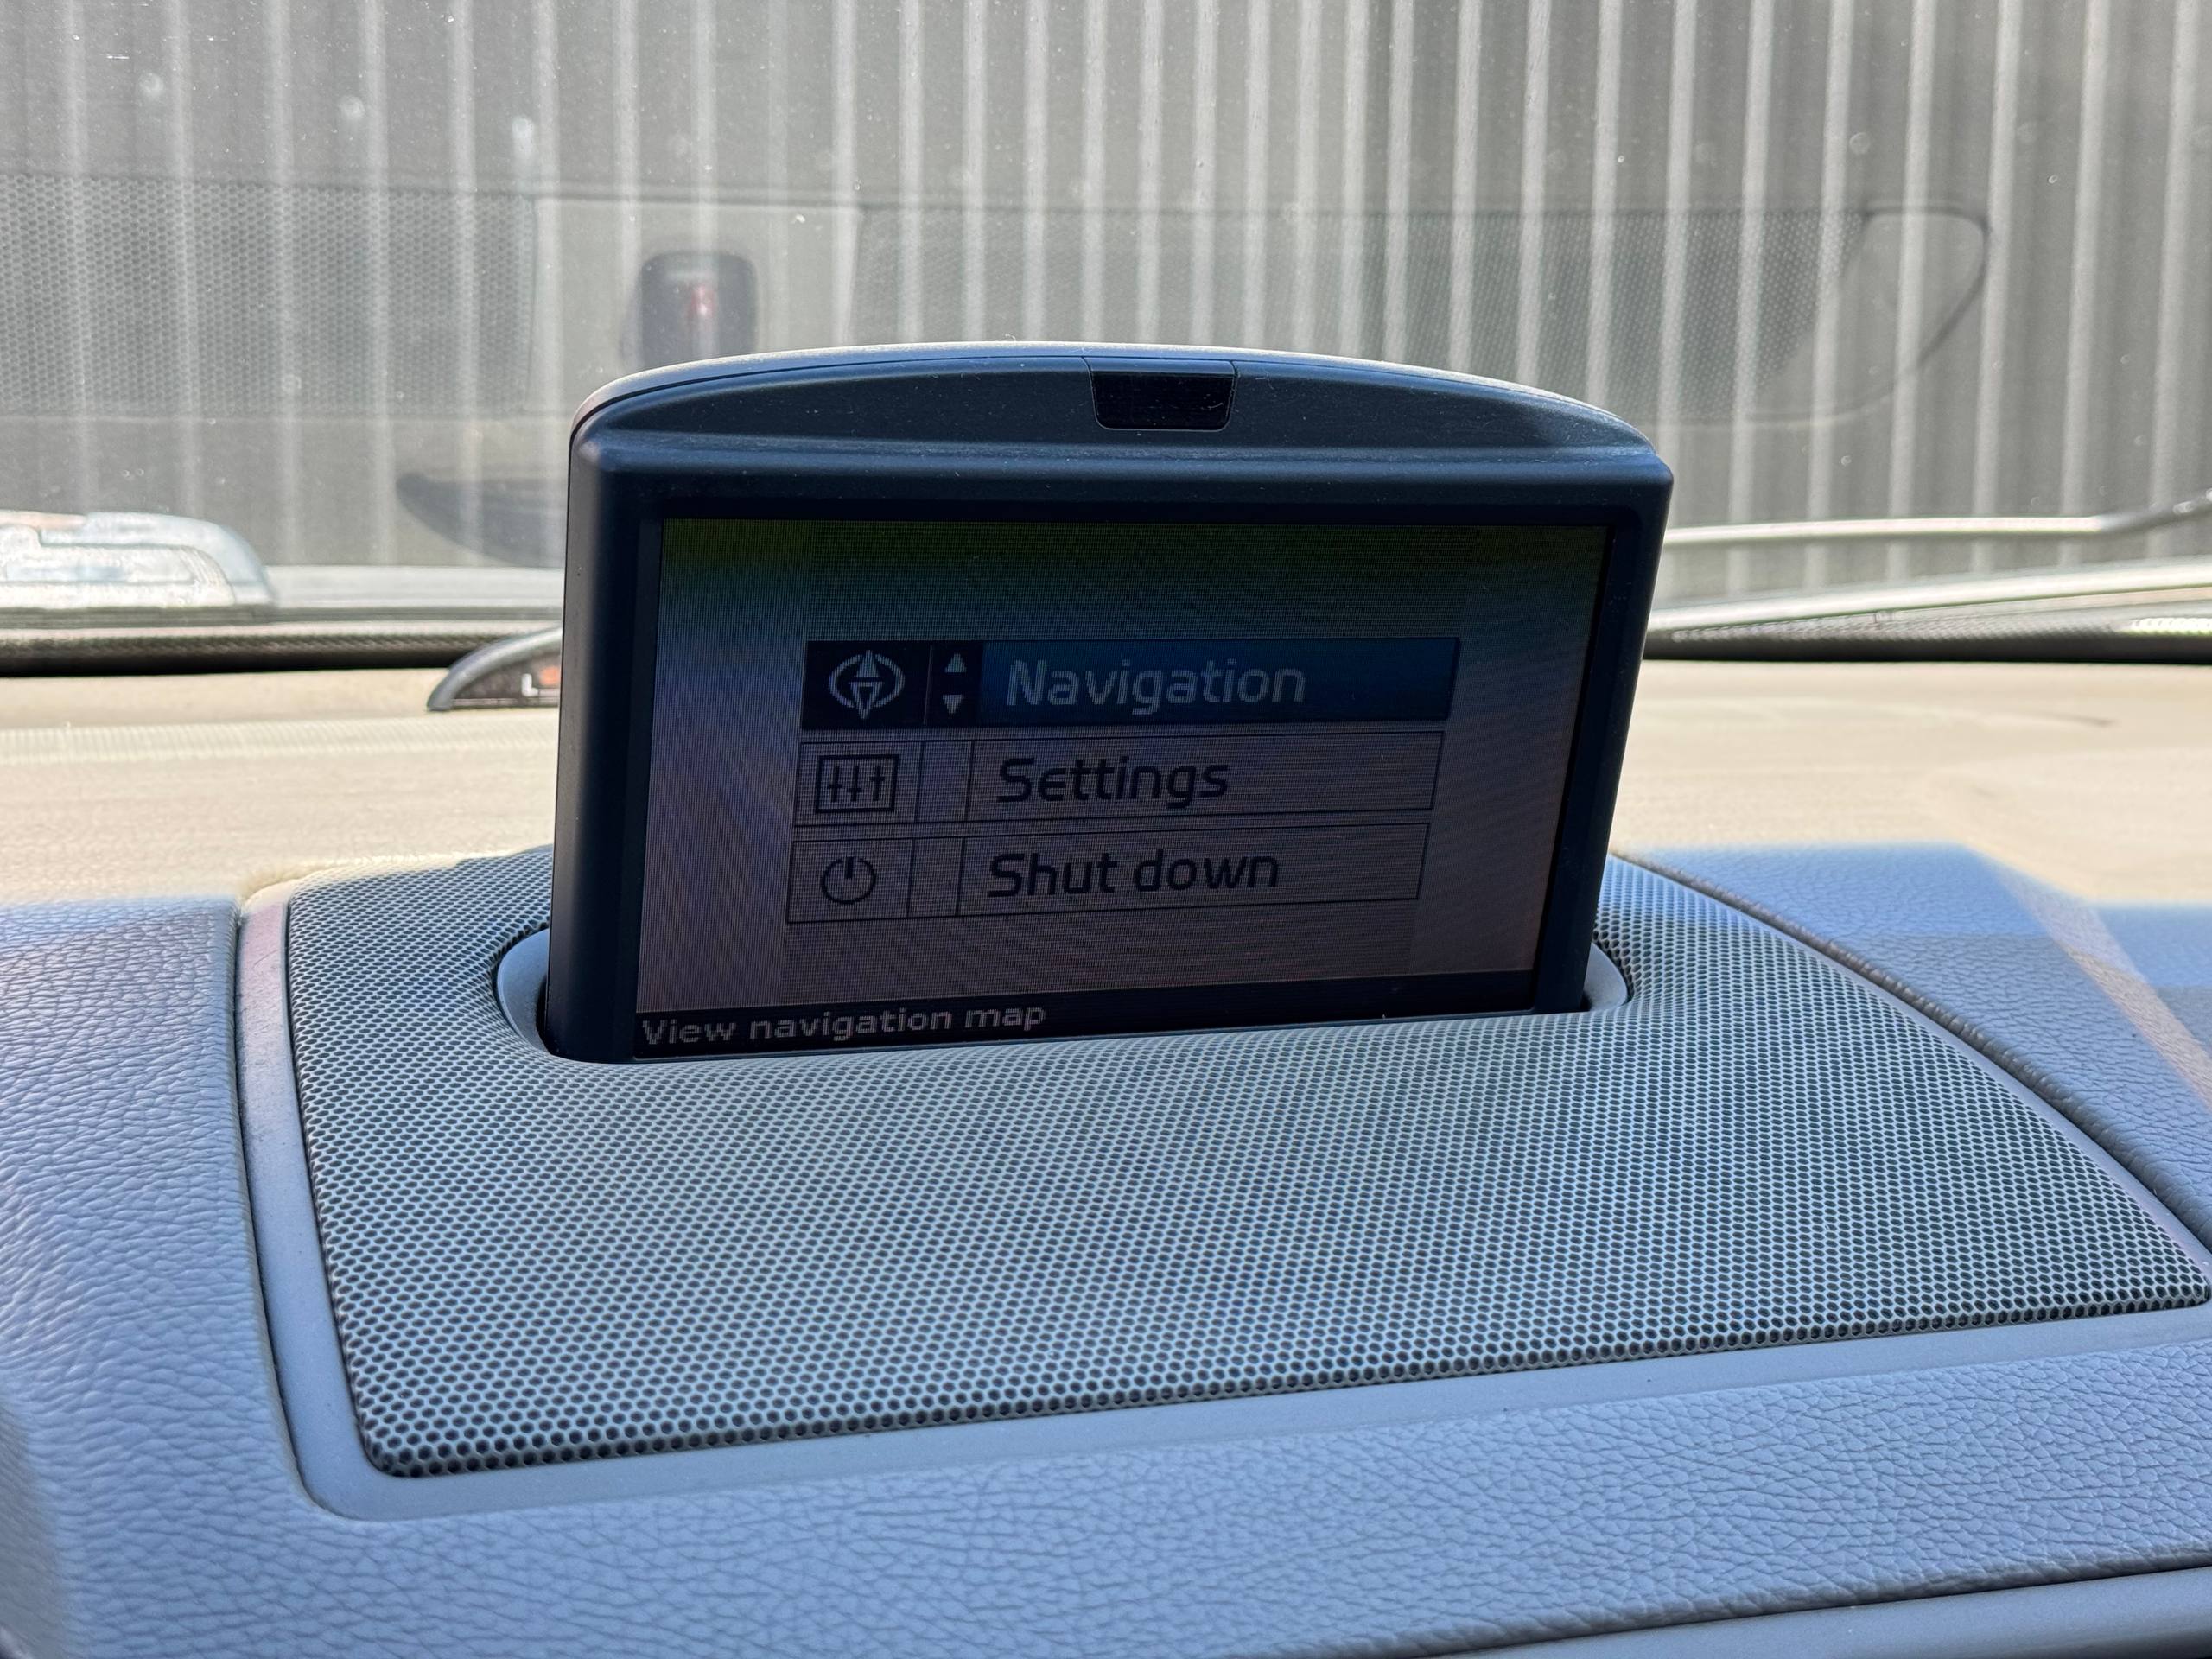 Navigation
Settings
Shut down
View navigation map